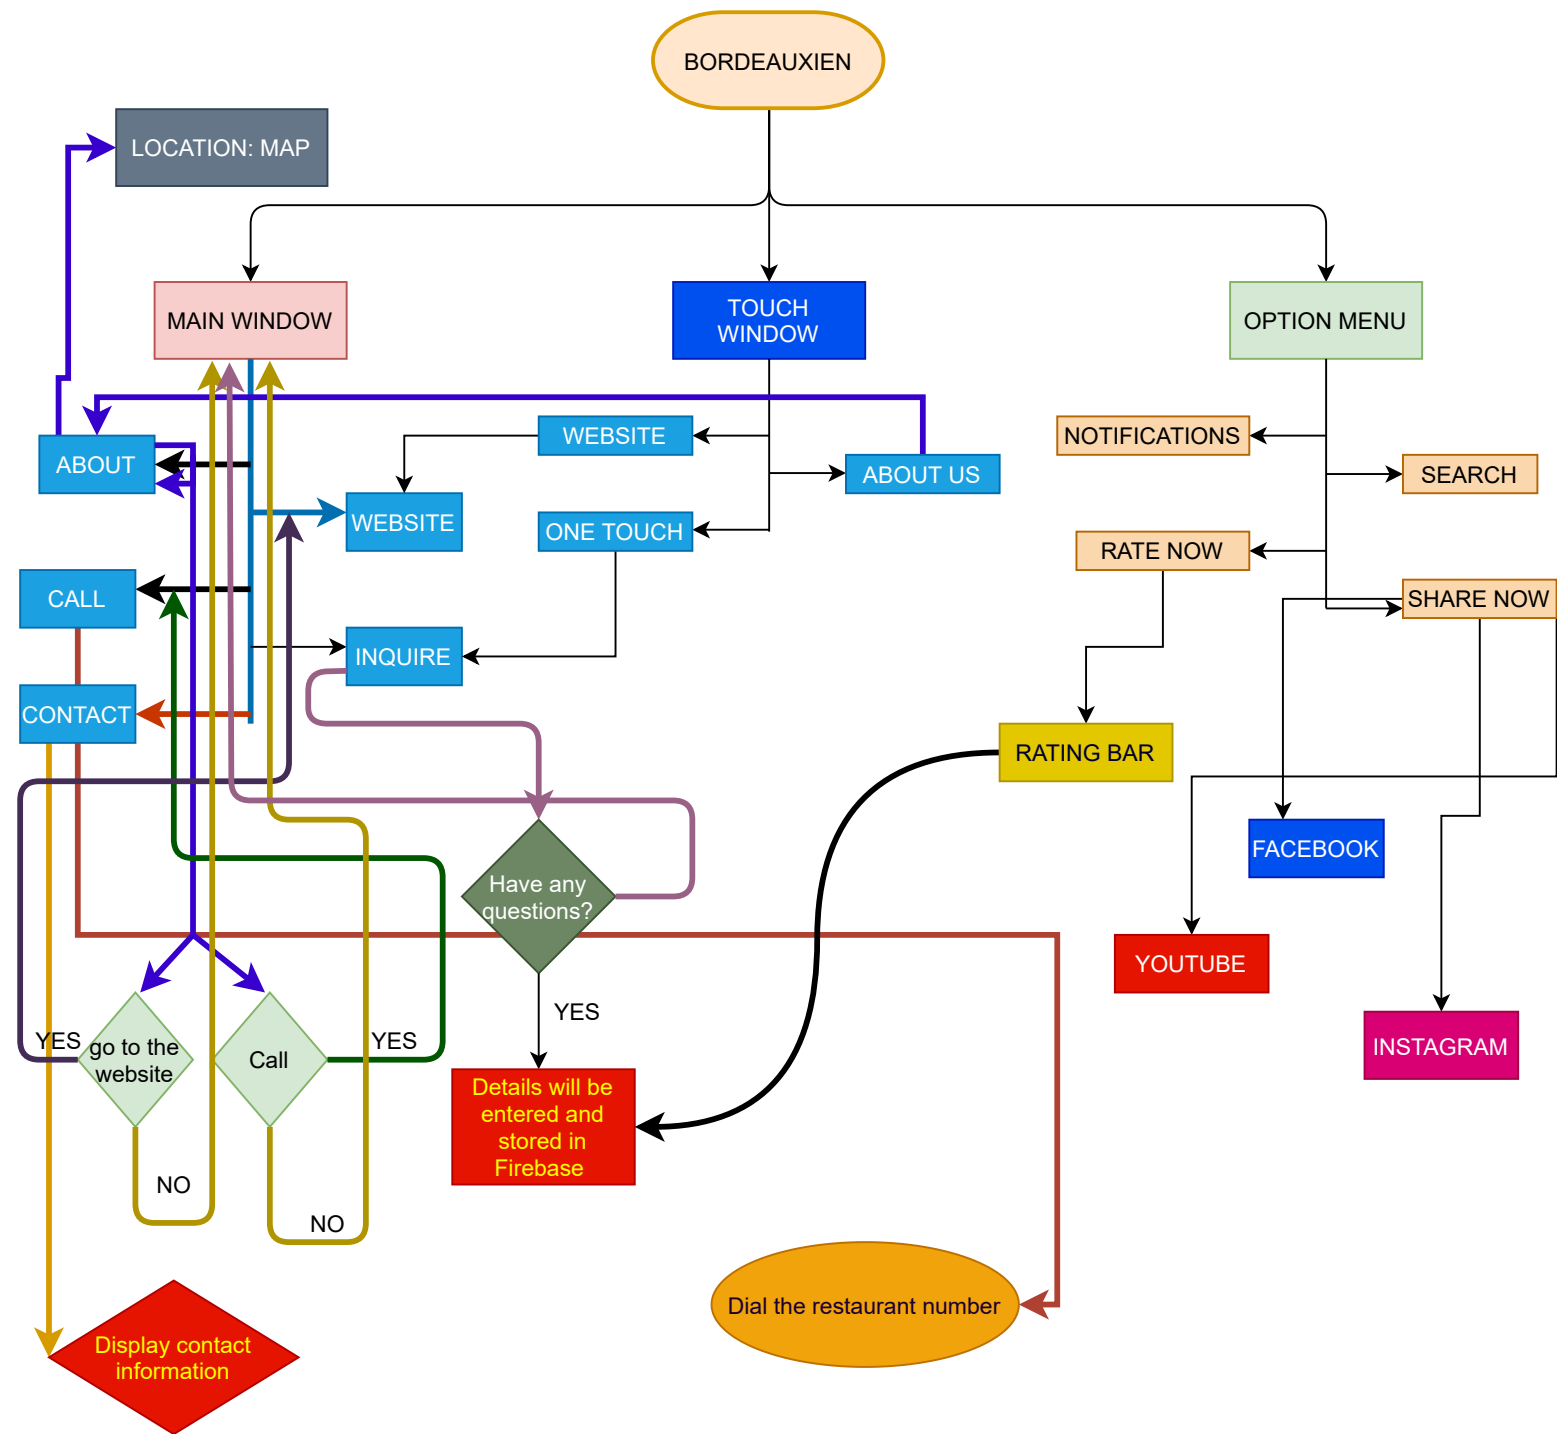 BORDEAUXIEN
LOCATION: MAP
MAIN WINDOW
TOUCH
WINDOW
OPTION MENU
WEBSITE
NOTIFICATIONS
ABOUT
ABOUT US
SEARCH
WEBSITE
ONE TOUCH
RATE NOW
CALL
SHARE NOW
INQUIRE
CONTACT
RATING BAR
FACEBOOK
Have any
questions?
YOUTUBE
YES
YES
go to the
website
Call
YES
INSTAGRAM
Details will be
entered and
stored in
Firebase
NO
NO
Dial the restaurant number
Display contact
information